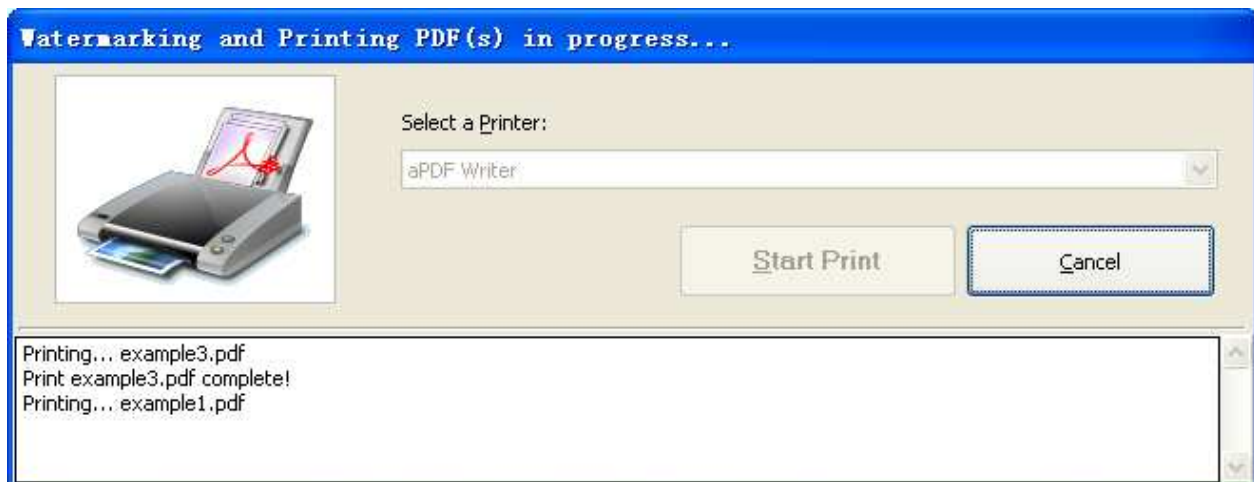 Watermarking and Printing PDF(s) in progress...
Select a Printer:
aPDF Writer
Start Print
Cancel
Printing... example3.pdf
Print example3.pdf complete!
Printing... example1.pdf